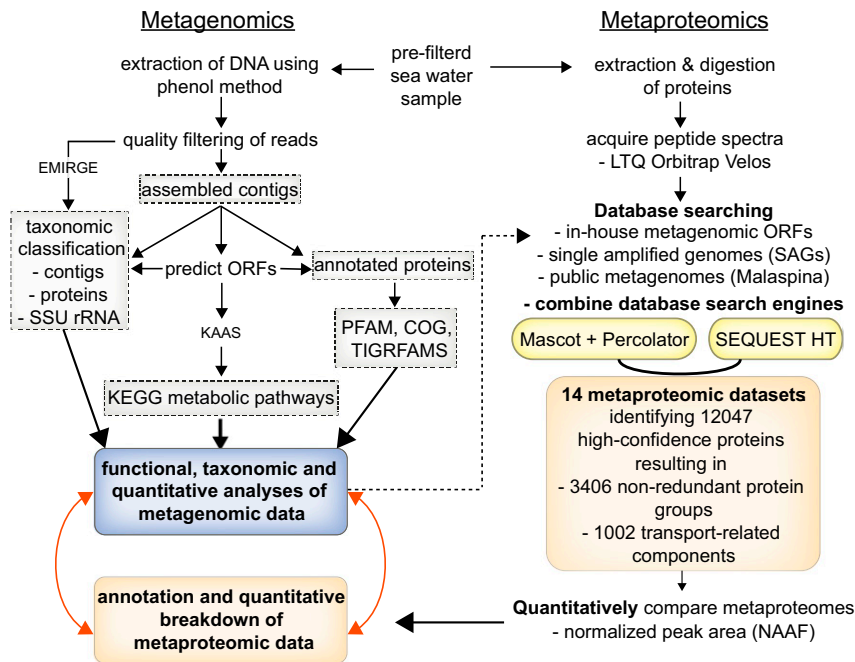 Metagenomics
Metaproteomics
pre-filterd
sea water
sample
extraction of DNA using
phenol method
quality filtering of reads
EMIRGE
assembled contigs
taxonomic
classification
- contigs
- proteins
- SSU rRNA
predict ORFs
annotated proteins
KAAS
PFAM, COG,
TIGRFAMS
KEGG metabolic pathways
functional, taxonomic and
quantitative analyses of
metagenomic data
annotation and quantitative
breakdown of
metaproteomic data
extraction & digestion
of proteins
acquire peptide spectra
- LTQ Orbitrap Velos
Database searching
- in-house metagenomic ORFs
- single amplified genomes (SAGs)
- public metagenomes (Malaspina)
- combine database search engines
Mascot + Percolator
SEQUEST HT
14 metaproteomic datasets
identifying 12047
high-confidence proteins
resulting in
- 3406 non-redundant protein
groups
- 1002 transport-related
components
Quantitatively compare metaproteomes
- normalized peak area (NAAF)